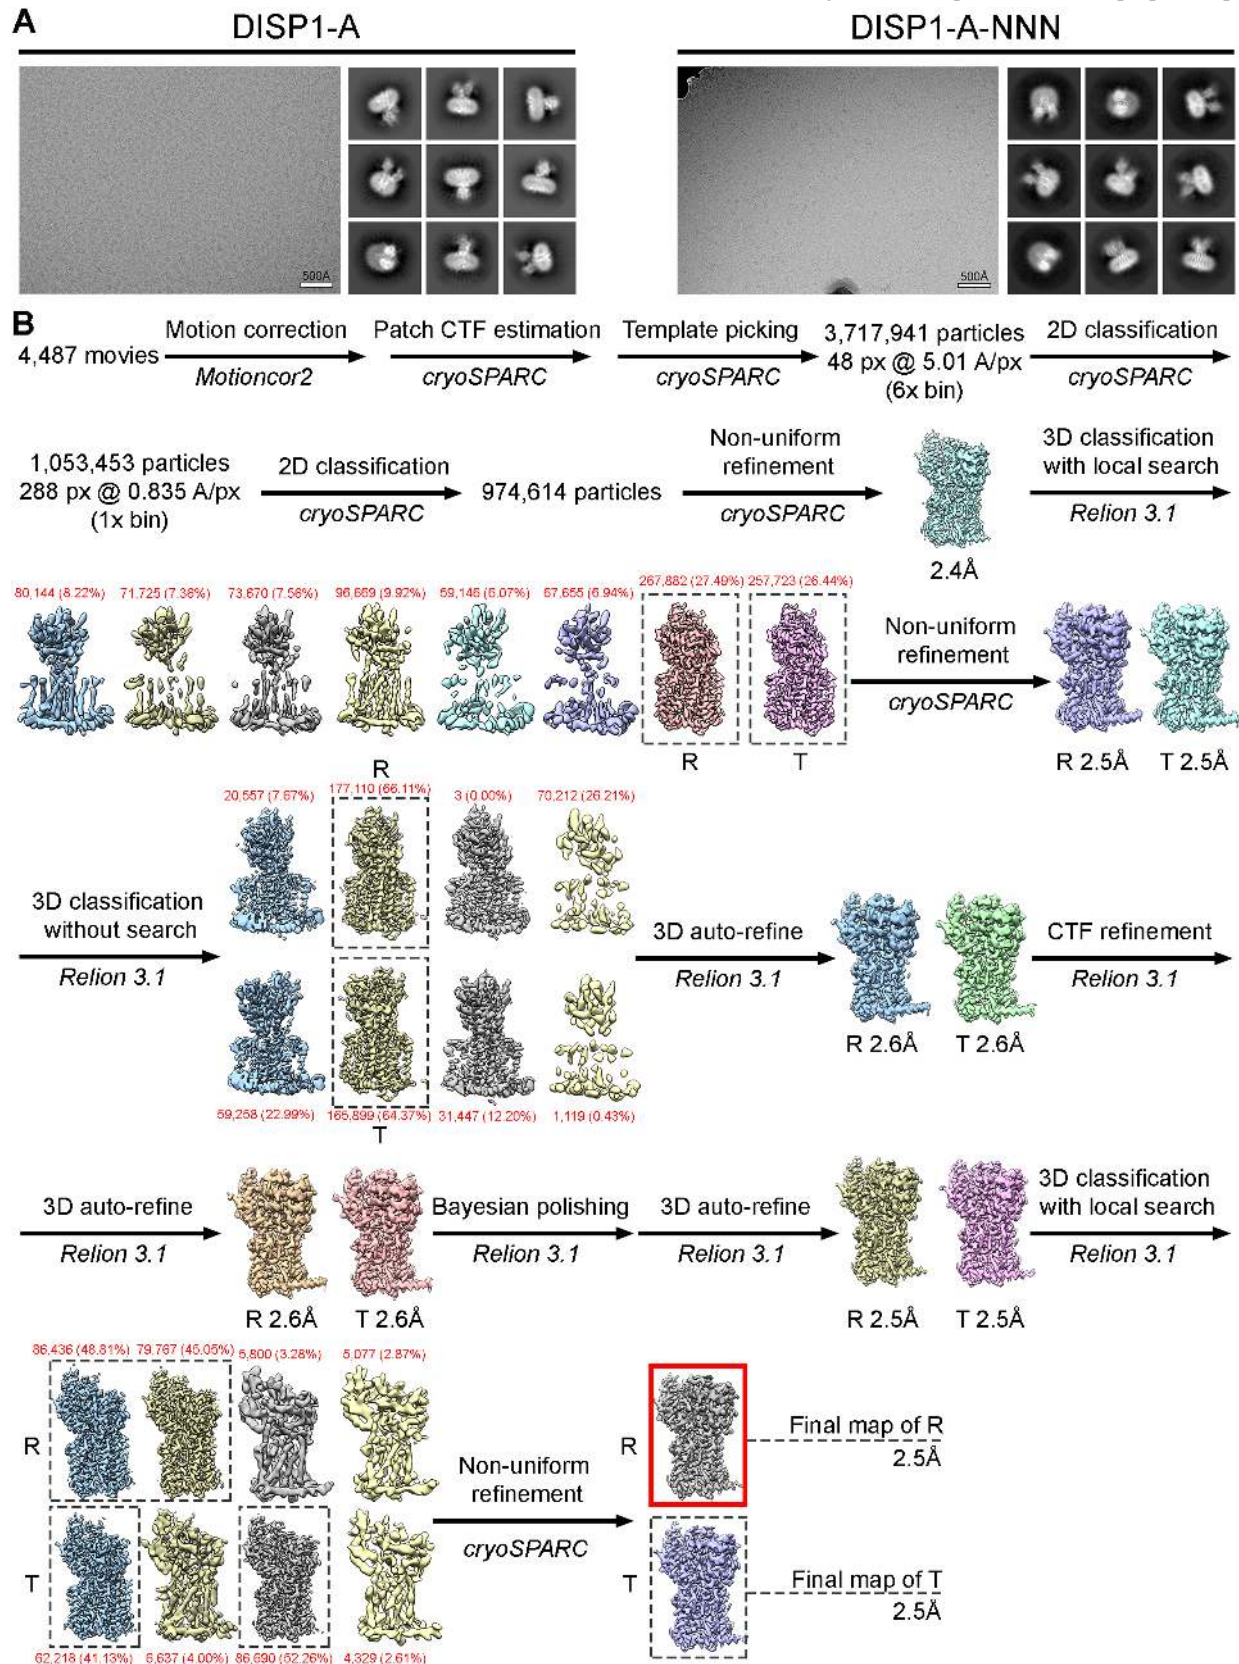 A
DISP1-A
DISP1-A-NNN
500Å
500Å
B
4,487 movies
Motion correction
Motioncor2
Patch CTF estimation
cryoSPARC
Template picking
cryoSPARC
3,717,941 particles
48 px @ 5.01 A/px
(6x bin)
2D classification
cryoSPARC
1,053,453 particles
288 px @ 0.835 A/px
(1x bin)
2D classification
cryoSPARC
974,614 particles
Non-uniform
refinement
cryoSPARC
2.4Å
3D classification
with local search
Relion 3.1
80,144 (8.22%)
71,725 (7.36%)
73,670 (7.56%)
96,669 (9.92%)
59,146 (6.07%)
67,655 (6.94%)
267,882 (27.49%)
257,723 (26.44%)
R
T
Non-uniform
refinement
cryoSPARC
R 2.5Å
T 2.5Å
3D classification
without search
Relion 3.1
R
20,557 (7.67%)
177,110 (66.11%)
3 (0.00%)
70,212 (26.21%)
59,258 (22.99%)
165,899 (64.37%)
31,447 (12.20%)
1,119 (0.43%)
T
3D auto-refine
Relion 3.1
R 2.6Å
T 2.6Å
CTF refinement
Relion 3.1
3D auto-refine
Relion 3.1
R 2.6Å
T 2.6Å
Bayesian polishing
Relion 3.1
3D auto-refine
Relion 3.1
R 2.5Å
T 2.5Å
3D classification
with local search
Relion 3.1
86,436 (48.81%)
79,767 (45.05%)
5,800 (3.28%)
5,077 (2.87%)
R
T
62,218 (41.13%)
6,637 (4.00%)
86,690 (52.26%)
4,329 (2.61%)
Non-uniform
refinement
cryoSPARC
R
Final map of R
2.5Å
T
Final map of T
2.5Å